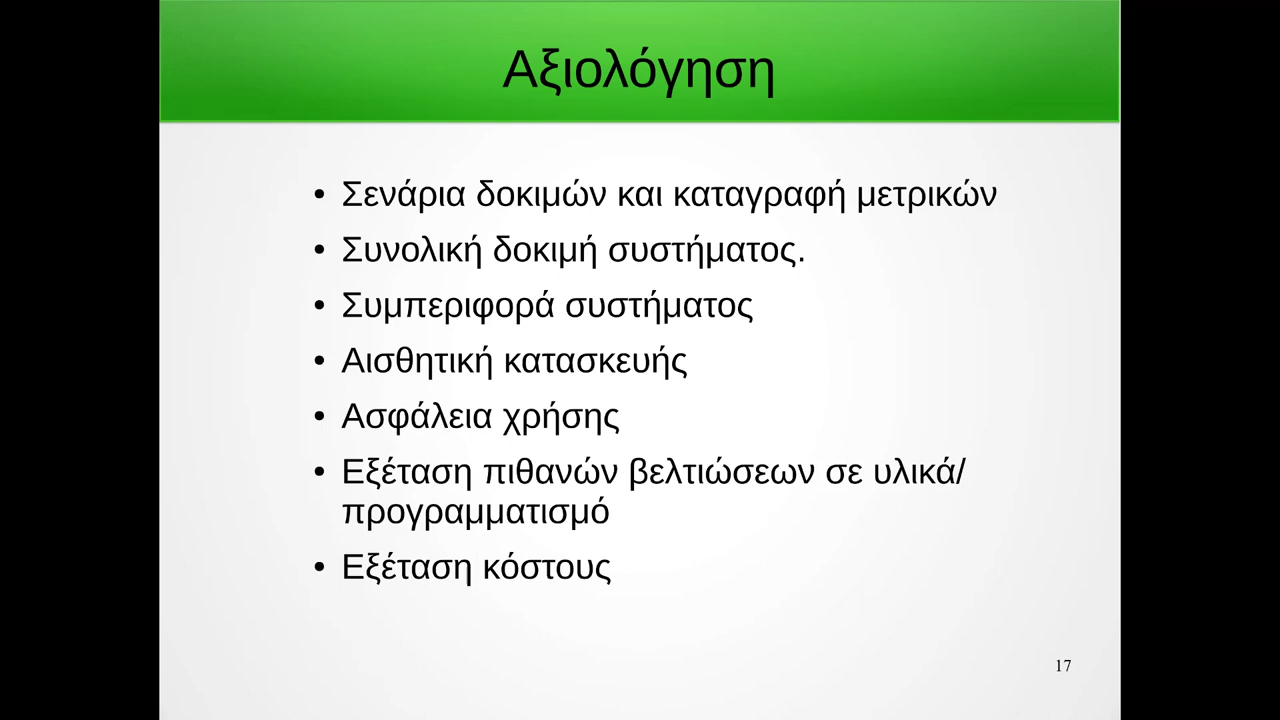 Αξιολόγηση
• Σενάρια δοκιμών και καταγραφή μετρικών
• Συνολική δοκιμή συστήματος.
• Συμπεριφορά συστήματος
• Αισθητική κατασκευής
• Ασφάλεια χρήσης
• Εξέταση πιθανών βελτιώσεων σε υλικά/
προγραμματισμό
• Εξέταση κόστους
17